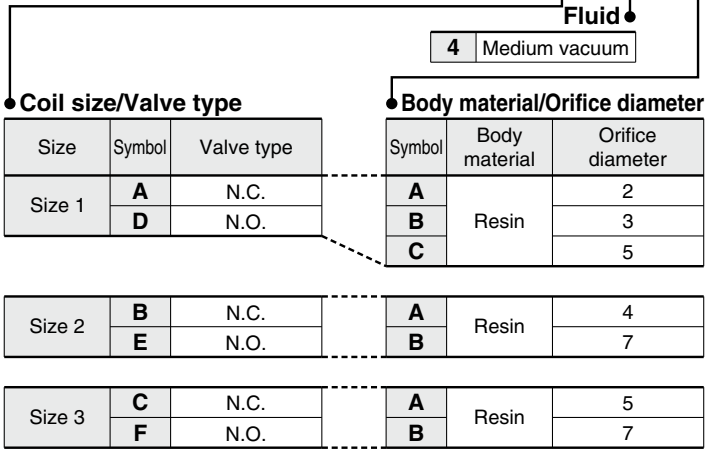 Fluid
4 Medium vacuum
Coil size/Valve type
Size Symbol Valve type
Size 1 A N.C.
D N.O.
Size 2 B N.C.
E N.O.
Size 3 C N.C.
F N.O.
Body material/Orifice diameter
Symbol Body material Orifice diameter
A Resin 2
B 3
C 5
A Resin 4
B 7
A Resin 5
B 7